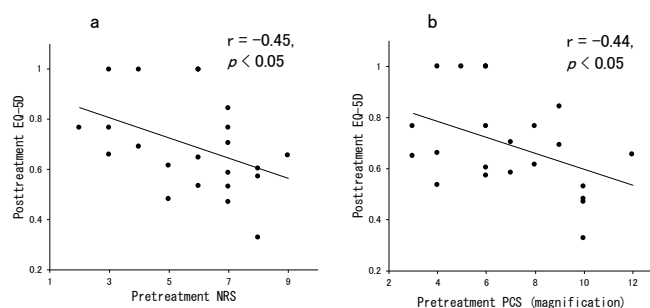 a
r = −0.45,
p < 0.05
Posttreatment EQ-5D
1
0.8
0.6
0.4
0.2
1 3 5 7 9
Pretreatment NRS
b
r = −0.44,
p < 0.05
Posttreatment EQ-5D
1
0.8
0.6
0.4
0.2
2 4 6 8 10 12
Pretreatment PCS (magnification)